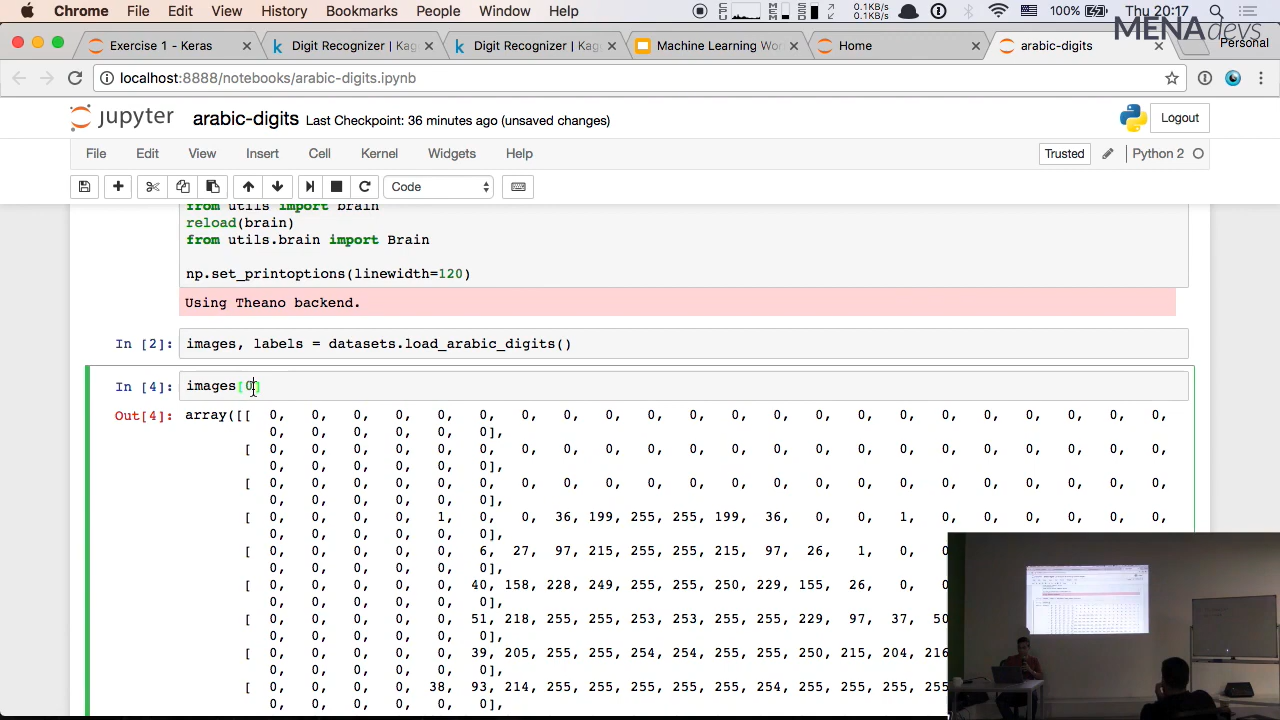 Chrome File Edit View History Bookmarks People Window Help 0.1KB/s 0.1KB/s 100% Thu 20:17
MENAdevs
Exercise 1 - Keras Digit Recognizer | Kag Digit Recognizer | Kag Machine Learning Wor Home arabic-digits Personal
localhost:8888/notebooks/arabic-digits.ipynb
jupyter arabic-digits Last Checkpoint: 36 minutes ago (unsaved changes) Logout
File Edit View Insert Cell Kernel Widgets Help Trusted Python 2
Code
from utils import brain
reload(brain)
from utils.brain import Brain
np.set_printoptions(linewidth=120)
Using Theano backend.
In [2]: images, labels = datasets.load_arabic_digits()
In [4]: images[0]
Out[4]: array([[ 0, 0, 0, 0, 0, 0, 0, 0, 0, 0, 0, 0, 0, 0, 0, 0, 0, 0, 0, 0, 0, 0,
0, 0, 0, 0, 0, 0],
[ 0, 0, 0, 0, 0, 0, 0, 0, 0, 0, 0, 0, 0, 0, 0, 0, 0, 0, 0, 0, 0, 0,
0, 0, 0, 0, 0, 0],
[ 0, 0, 0, 0, 0, 0, 0, 0, 0, 0, 0, 0, 0, 0, 0, 0, 0, 0, 0, 0, 0, 0,
0, 0, 0, 0, 0, 0],
[ 0, 0, 0, 0, 1, 0, 0, 36, 199, 255, 255, 199, 36, 0, 0, 1, 0, 0, 0, 0, 0, 0,
0, 0, 0, 0, 0, 0],
[ 0, 0, 0, 0, 0, 6, 27, 97, 215, 255, 255, 215, 97, 26, 1, 0, 0
0, 0, 0, 0, 0, 0],
[ 0, 0, 0, 0, 0, 40, 228, 249, 255, 255, 250, 229, 155, 26, 0, 0
0, 0, 0, 0, 0, 0],
[ 0, 0, 0, 0, 0, 51, 218, 255, 255, 253, 253, 255, 255, 229, 97, 37, 50
0, 0, 0, 0, 0, 0],
[ 0, 0, 0, 0, 0, 39, 205, 255, 255, 254, 254, 255, 255, 250, 215, 204, 216
0, 0, 0, 0, 0, 0],
[ 0, 0, 0, 0, 38, 93, 214, 255, 255, 255, 255, 255, 254, 255, 255, 255, 255
0, 0, 0, 0, 0, 0],